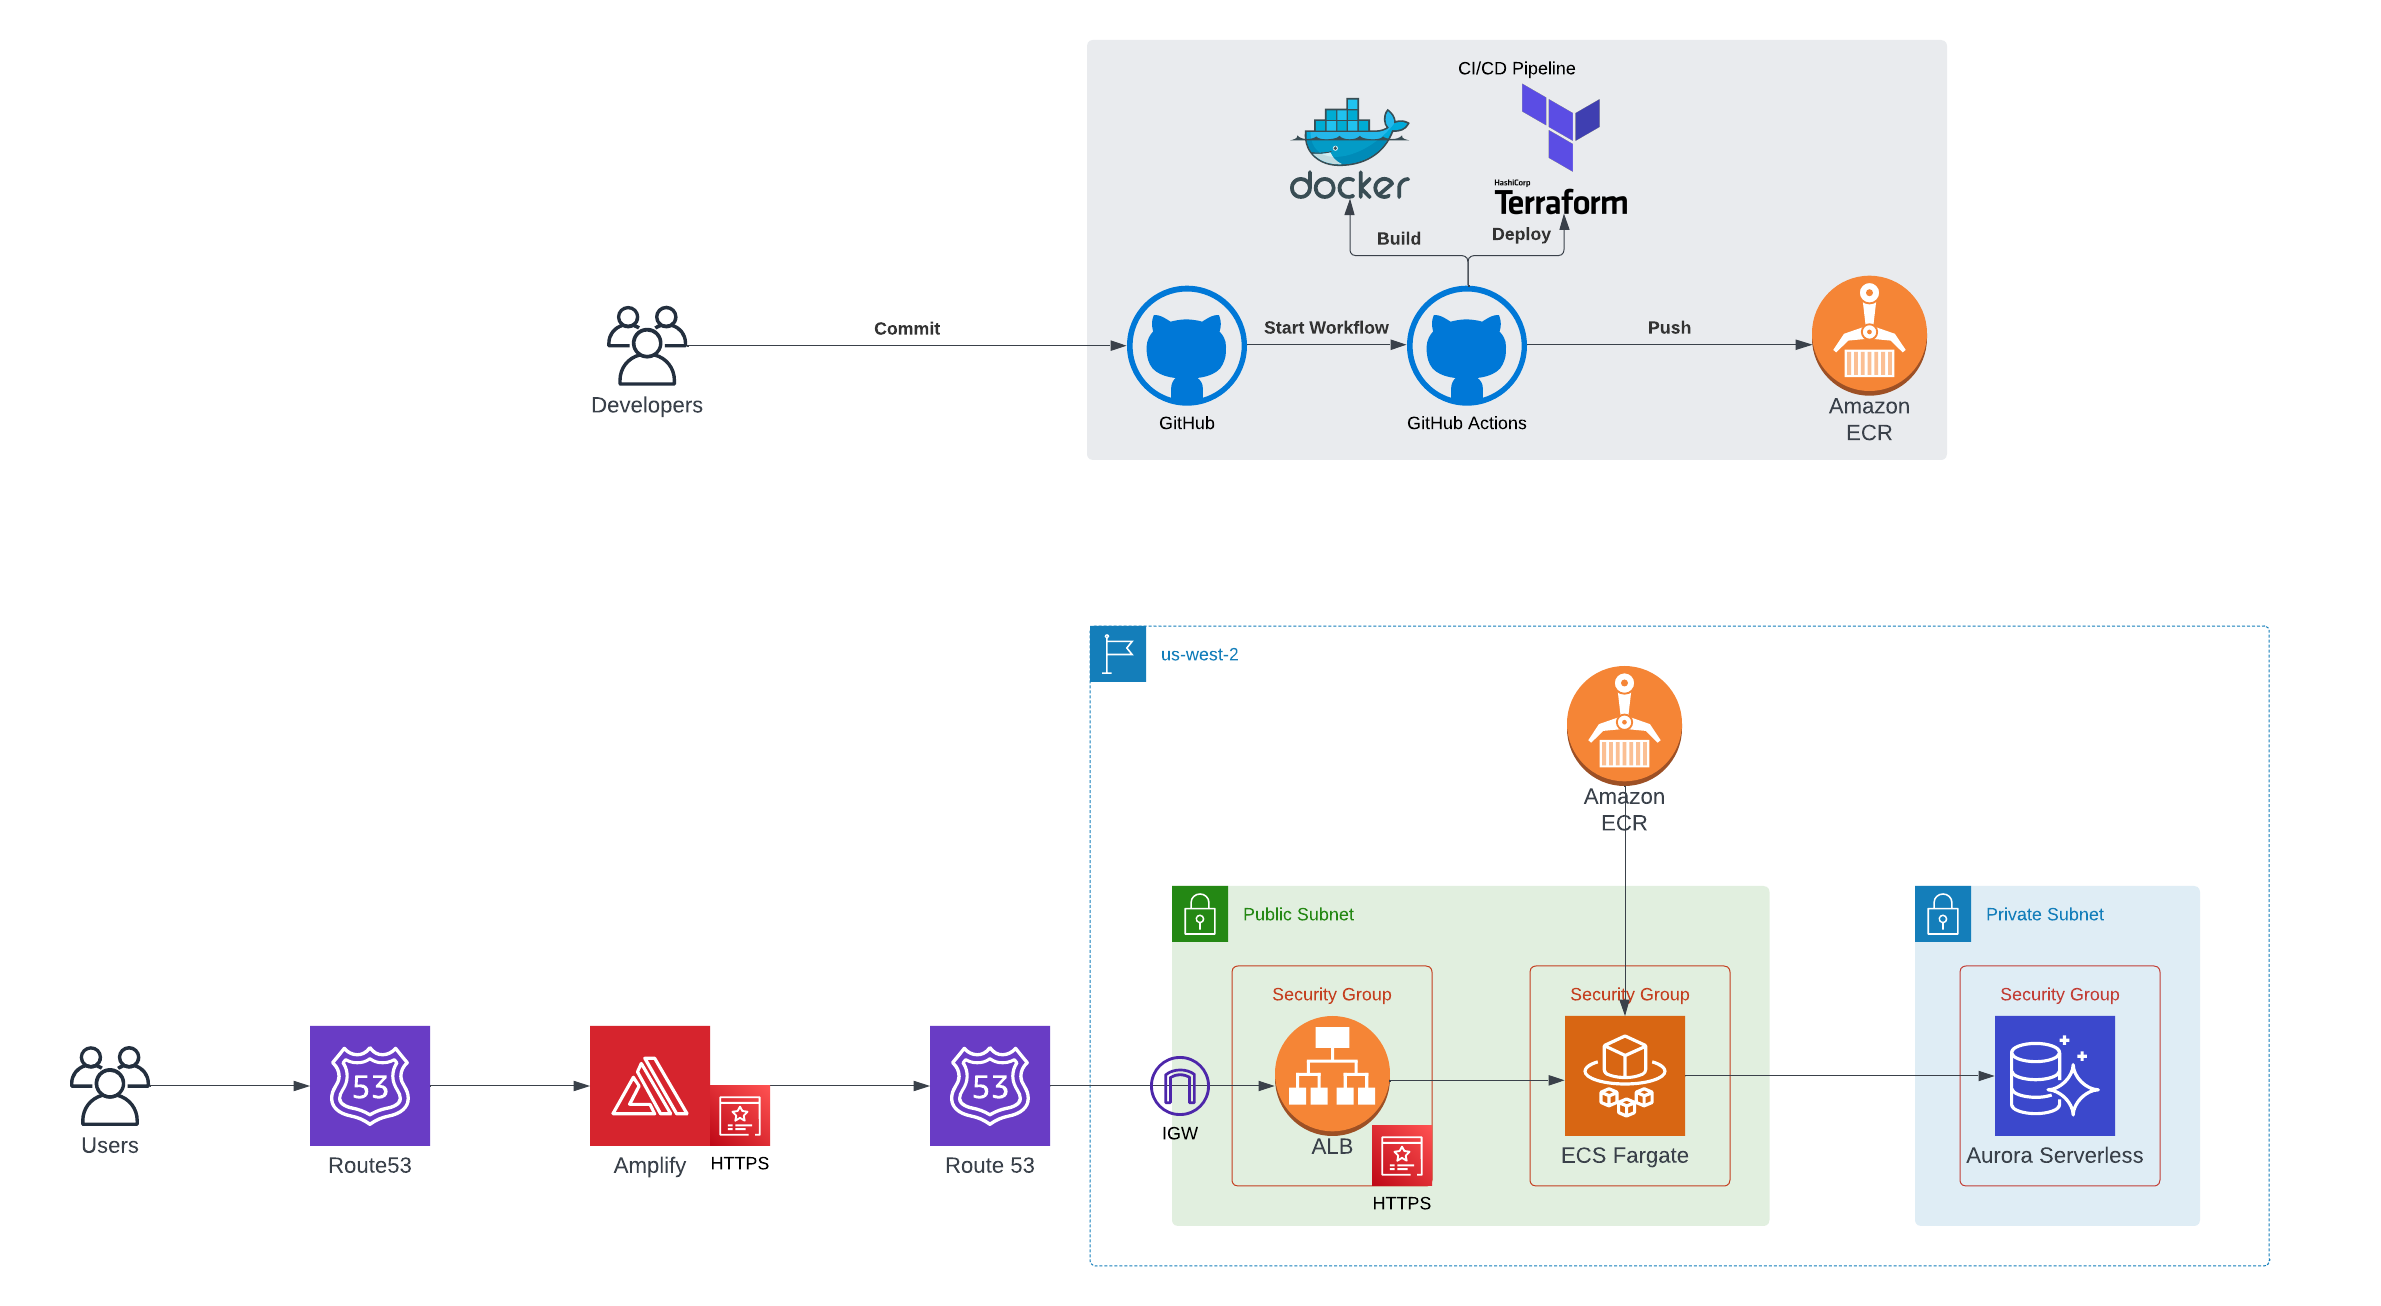 CI/CD Pipeline
docker
HashiCorp
Terraform
Build
Deploy
Commit
Start Workflow
Push
Developers
GitHub
GitHub Actions
Amazon
ECR
us-west-2
Amazon
ECR
Public Subnet
Private Subnet
Security Group
Security Group
Security Group
53
53
Users
Route53
Amplify
HTTPS
Route 53
IGW
ALB
HTTPS
ECS Fargate
Aurora Serverless